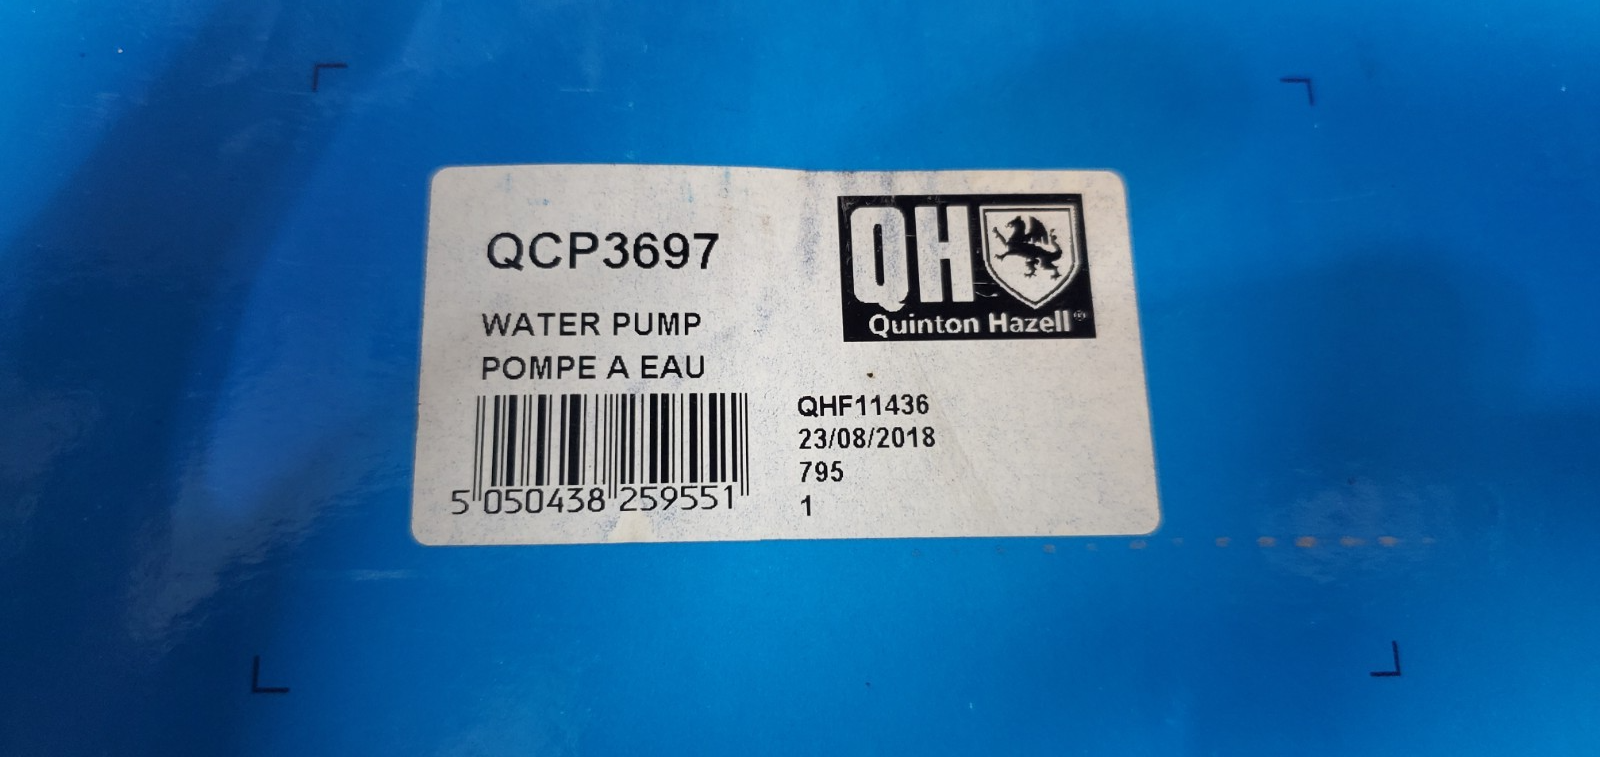 QCP3697
WATER PUMP
POMPE A EAU
5 050438 259551
QH
Quinton Hazell®
QHF11436
23/08/2018
795
1